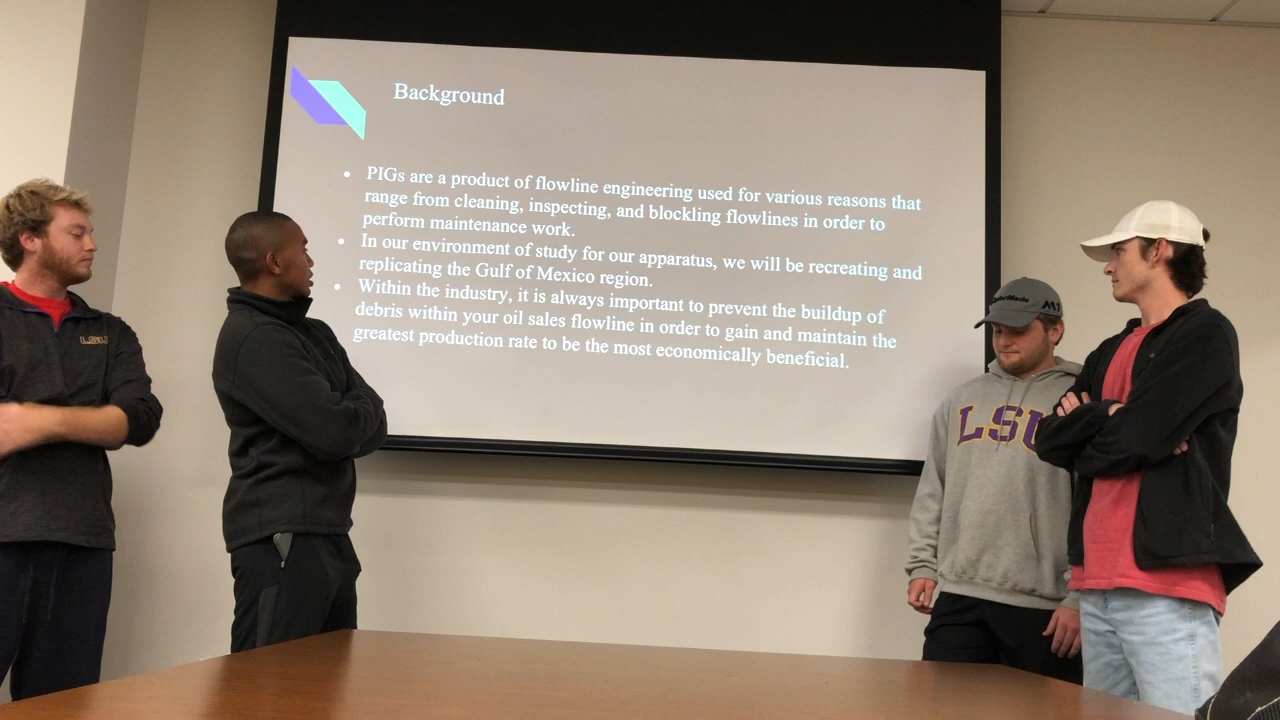 Background
• PIGs are a product of flowline engineering used for various reasons that
range from cleaning, inspecting, and blockling flowlines in order to
perform maintenance work.
• In our environment of study for our apparatus, we will be recreating and
replicating the Gulf of Mexico region.
• Within the industry, it is always important to prevent the buildup of
debris within your oil sales flowline in order to gain and maintain the
greatest production rate to be the most economically beneficial.
LSU
M1
LSU